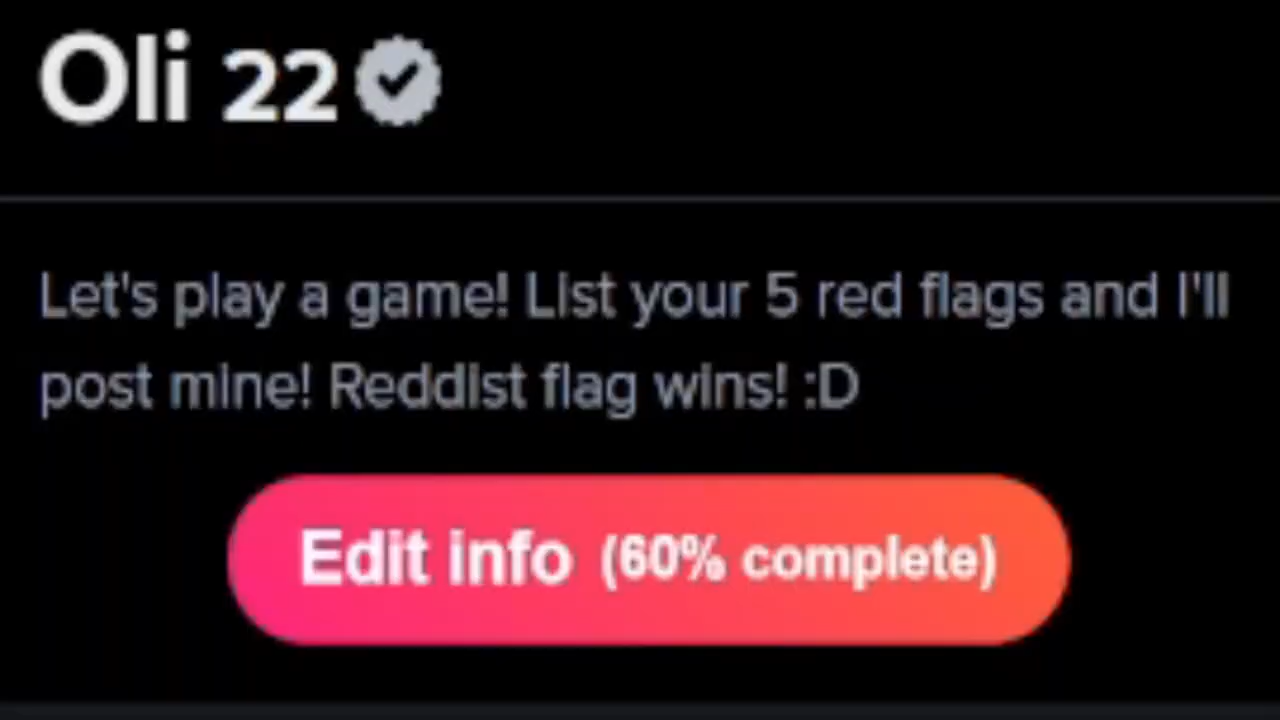 Oli 22
Let's play a game! List your 5 red flags and I'll
post mine! Reddist flag wins! :D
Edit info (60% complete)